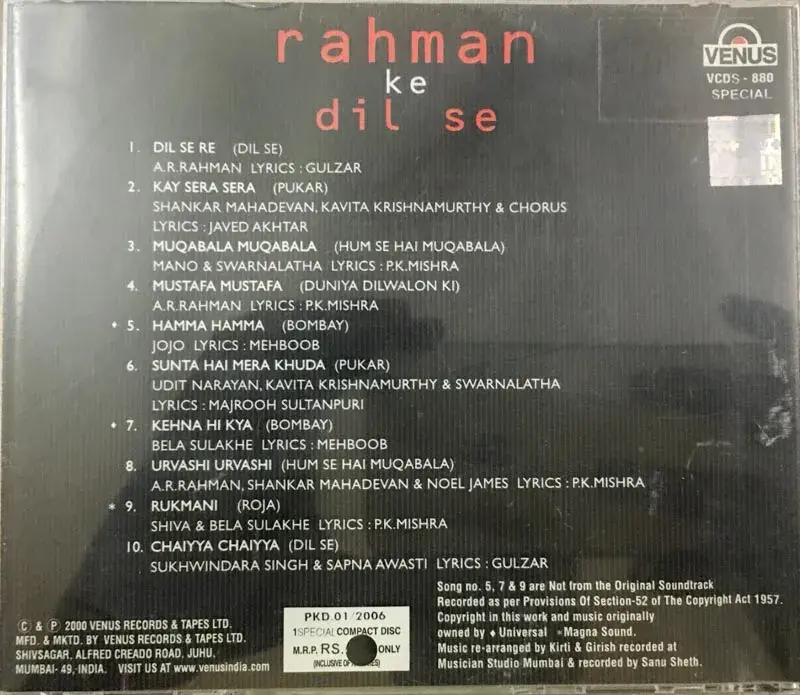 rahman
ke
dil se
VENUS
VCDS - 880
SPECIAL
1. DIL SE RE (DIL SE)
A.R.RAHMAN LYRICS : GULZAR
2. KAY SERA SERA (PUKAR)
SHANKAR MAHADEVAN, KAVITA KRISHNAMURTHY & CHORUS
LYRICS : JAVED AKHTAR
3. MUQABALA MUQABALA (HUM SE HAI MUQABALA)
MANO & SWARNALATHA LYRICS : P.K.MISHRA
4. MUSTAFA MUSTAFA (DUNIYA DILWALON KI)
A.R.RAHMAN LYRICS : P.K.MISHRA
♦ 5. HAMMA HAMMA (BOMBAY)
JOJO LYRICS : MEHBOOB
6. SUNTA HAI MERA KHUDA (PUKAR)
UDIT NARAYAN, KAVITA KRISHNAMURTHY & SWARNALATHA
LYRICS : MAJROOH SULTANPURI
♦ 7. KEHNA HI KYA (BOMBAY)
BELA SULAKHE LYRICS : MEHBOOB
8. URVASHI URVASHI (HUM SE HAI MUQABALA)
A.R.RAHMAN, SHANKAR MAHADEVAN & NOEL JAMES LYRICS : P.K.MISHRA
* 9. RUKMANI (ROJA)
SHIVA & BELA SULAKHE LYRICS : P.K.MISHRA
10. CHAIYYA CHAIYYA (DIL SE)
SUKHWINDARA SINGH & SAPNA AWASTI LYRICS : GULZAR
Song no. 5, 7 & 9 are Not from the Original Soundtrack
Recorded as per Provisions Of Section-52 of The Copyright Act 1957.
Copyright in this work and music originally
owned by ♦ Universal *Magna Sound.
Music re-arranged by Kirti & Girish recorded at
Musician Studio Mumbai & recorded by Sanu Sheth.
© & ℗ 2000 VENUS RECORDS & TAPES LTD.
MFD. & MKTD. BY VENUS RECORDS & TAPES LTD.
SHIVSAGAR, ALFRED CREADO ROAD, JUHU,
MUMBAI- 49, INDIA. VISIT US AT www.venusindia.com
PKD.01/2006
1 SPECIAL COMPACT DISC
M.R.P. RS. ONLY
(INCLUSIVE OF